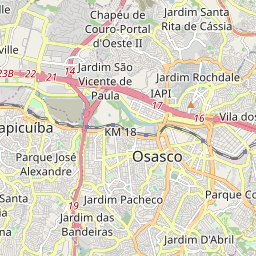 Chapéu de
Couro-Portal
d'Oeste II
Jardim Santa
Rita de Cássia
ville
23B
22
21
14
Jardim São
Vicente de
Paula
Jardim Rochdale
IAPI
17
16
Vila dos
apicuíba
KM 18
Osasco
Parque José
Alexandre
Parque Co
19
Jardim Pacheco
Jardim das
Bandeiras
Jardim D'Abril